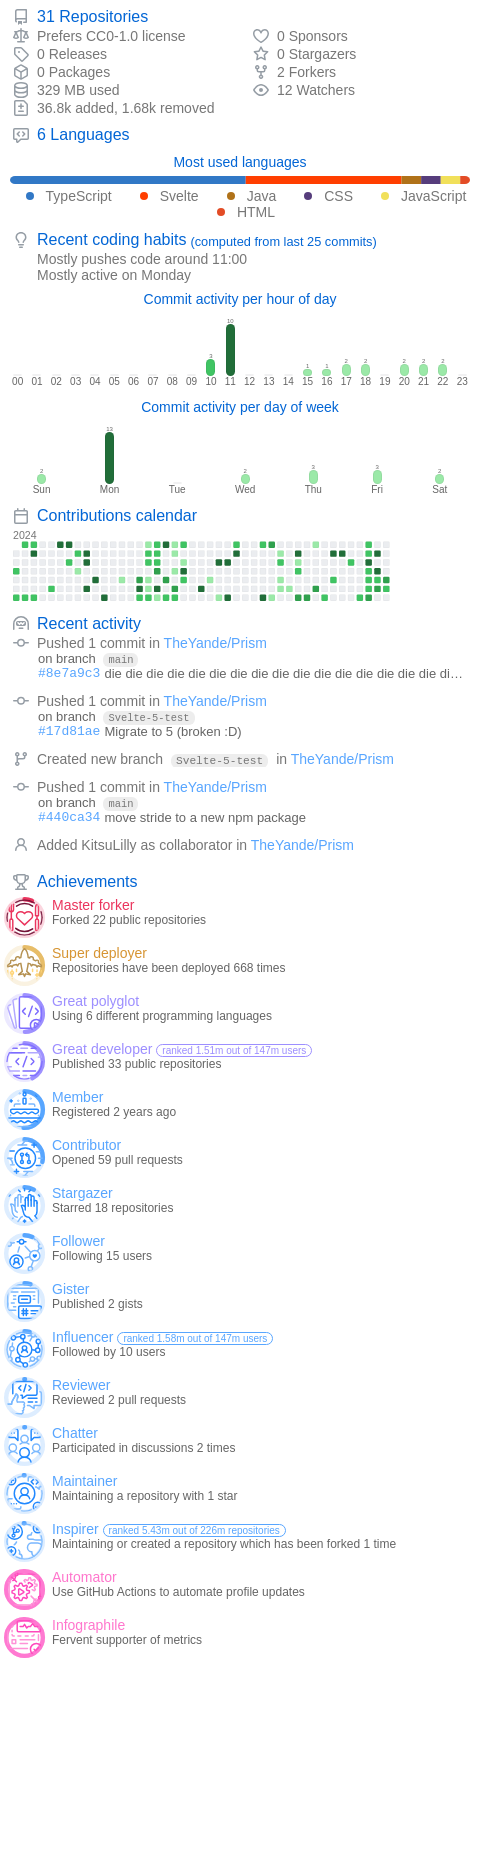 31 Repositories
Prefers CC0-1.0 license
0 Sponsors
0 Releases
0 Stargazers
0 Packages
2 Forkers
329 MB used
12 Watchers
36.8k added, 1.68k removed
6 Languages
Most used languages
TypeScript Svelte Java CSS JavaScript
HTML
Recent coding habits (computed from last 25 commits)
Mostly pushes code around 11:00
Mostly active on Monday
Commit activity per hour of day
3 10 1 1 2 2 2 2 2
00 01 02 03 04 05 06 07 08 09 10 11 12 13 14 15 16 17 18 19 20 21 22 23
Commit activity per day of week
2 13 2 3 3 2
Sun Mon Tue Wed Thu Fri Sat
Contributions calendar
2024
Recent activity
Pushed 1 commit in TheYande/Prism
on branch main
#8e7a9c3 die die die die die die die die die die die die die die die die di…
Pushed 1 commit in TheYande/Prism
on branch Svelte-5-test
#17d81ae Migrate to 5 (broken :D)
Created new branch Svelte-5-test in TheYande/Prism
Pushed 1 commit in TheYande/Prism
on branch main
#440ca34 move stride to a new npm package
Added KitsuLilly as collaborator in TheYande/Prism
Achievements
Master forker
Forked 22 public repositories
Super deployer
Repositories have been deployed 668 times
Great polyglot
Using 6 different programming languages
Great developer ranked 1.51m out of 147m users
Published 33 public repositories
Member
Registered 2 years ago
Contributor
Opened 59 pull requests
Stargazer
Starred 18 repositories
Follower
Following 15 users
Gister
Published 2 gists
Influencer ranked 1.58m out of 147m users
Followed by 10 users
Reviewer
Reviewed 2 pull requests
Chatter
Participated in discussions 2 times
Maintainer
Maintaining a repository with 1 star
Inspirer ranked 5.43m out of 226m repositories
Maintaining or created a repository which has been forked 1 time
Automator
Use GitHub Actions to automate profile updates
Infographile
Fervent supporter of metrics